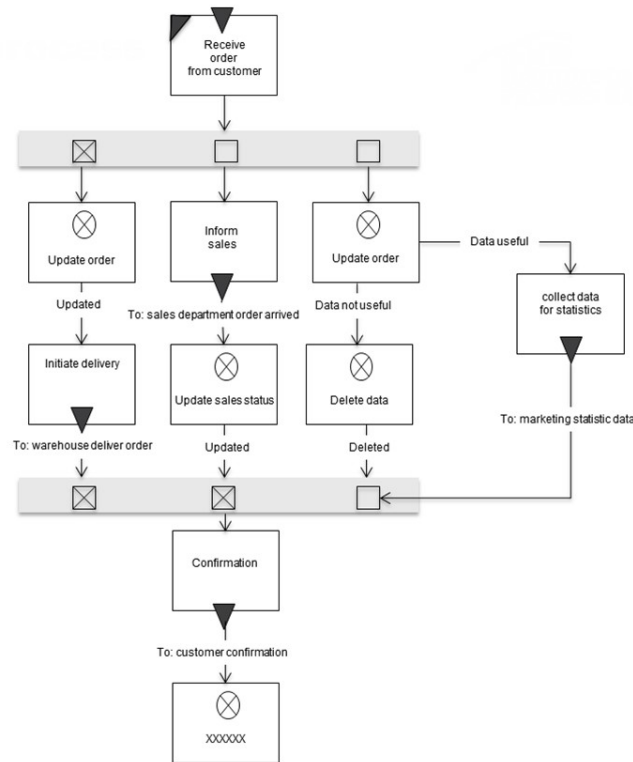 Receive
order
from customer
Update order
Inform
sales
Update order
Data useful
collect data
for statistics
Updated
To: sales department order arrived
Data not useful
Initiate delivery
Update sales status
Delete data
To: marketing statistic data
To: warehouse deliver order
Updated
Deleted
Confirmation
To: customer confirmation
XXXXXX